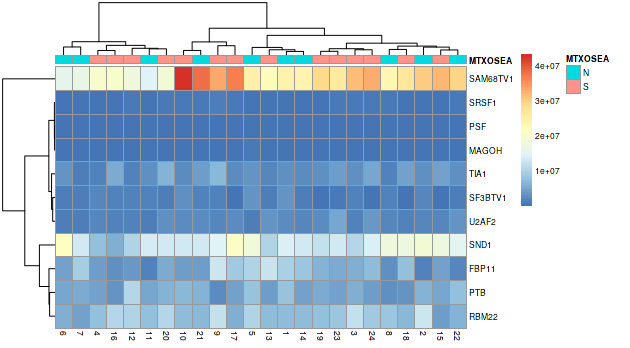 MTXOSEA
SAM68TV1
SRSF1
PSF
MAGOH
TIA1
SF3BTV1
U2AF2
SND1
FBP11
PTB
RBM22
6 7 4 16 12 11 20 10 21 9 17 5 13 1 14 19 23 3 24 8 18 2 15 22
4e+07
3e+07
2e+07
1e+07
MTXOSEA
N
S